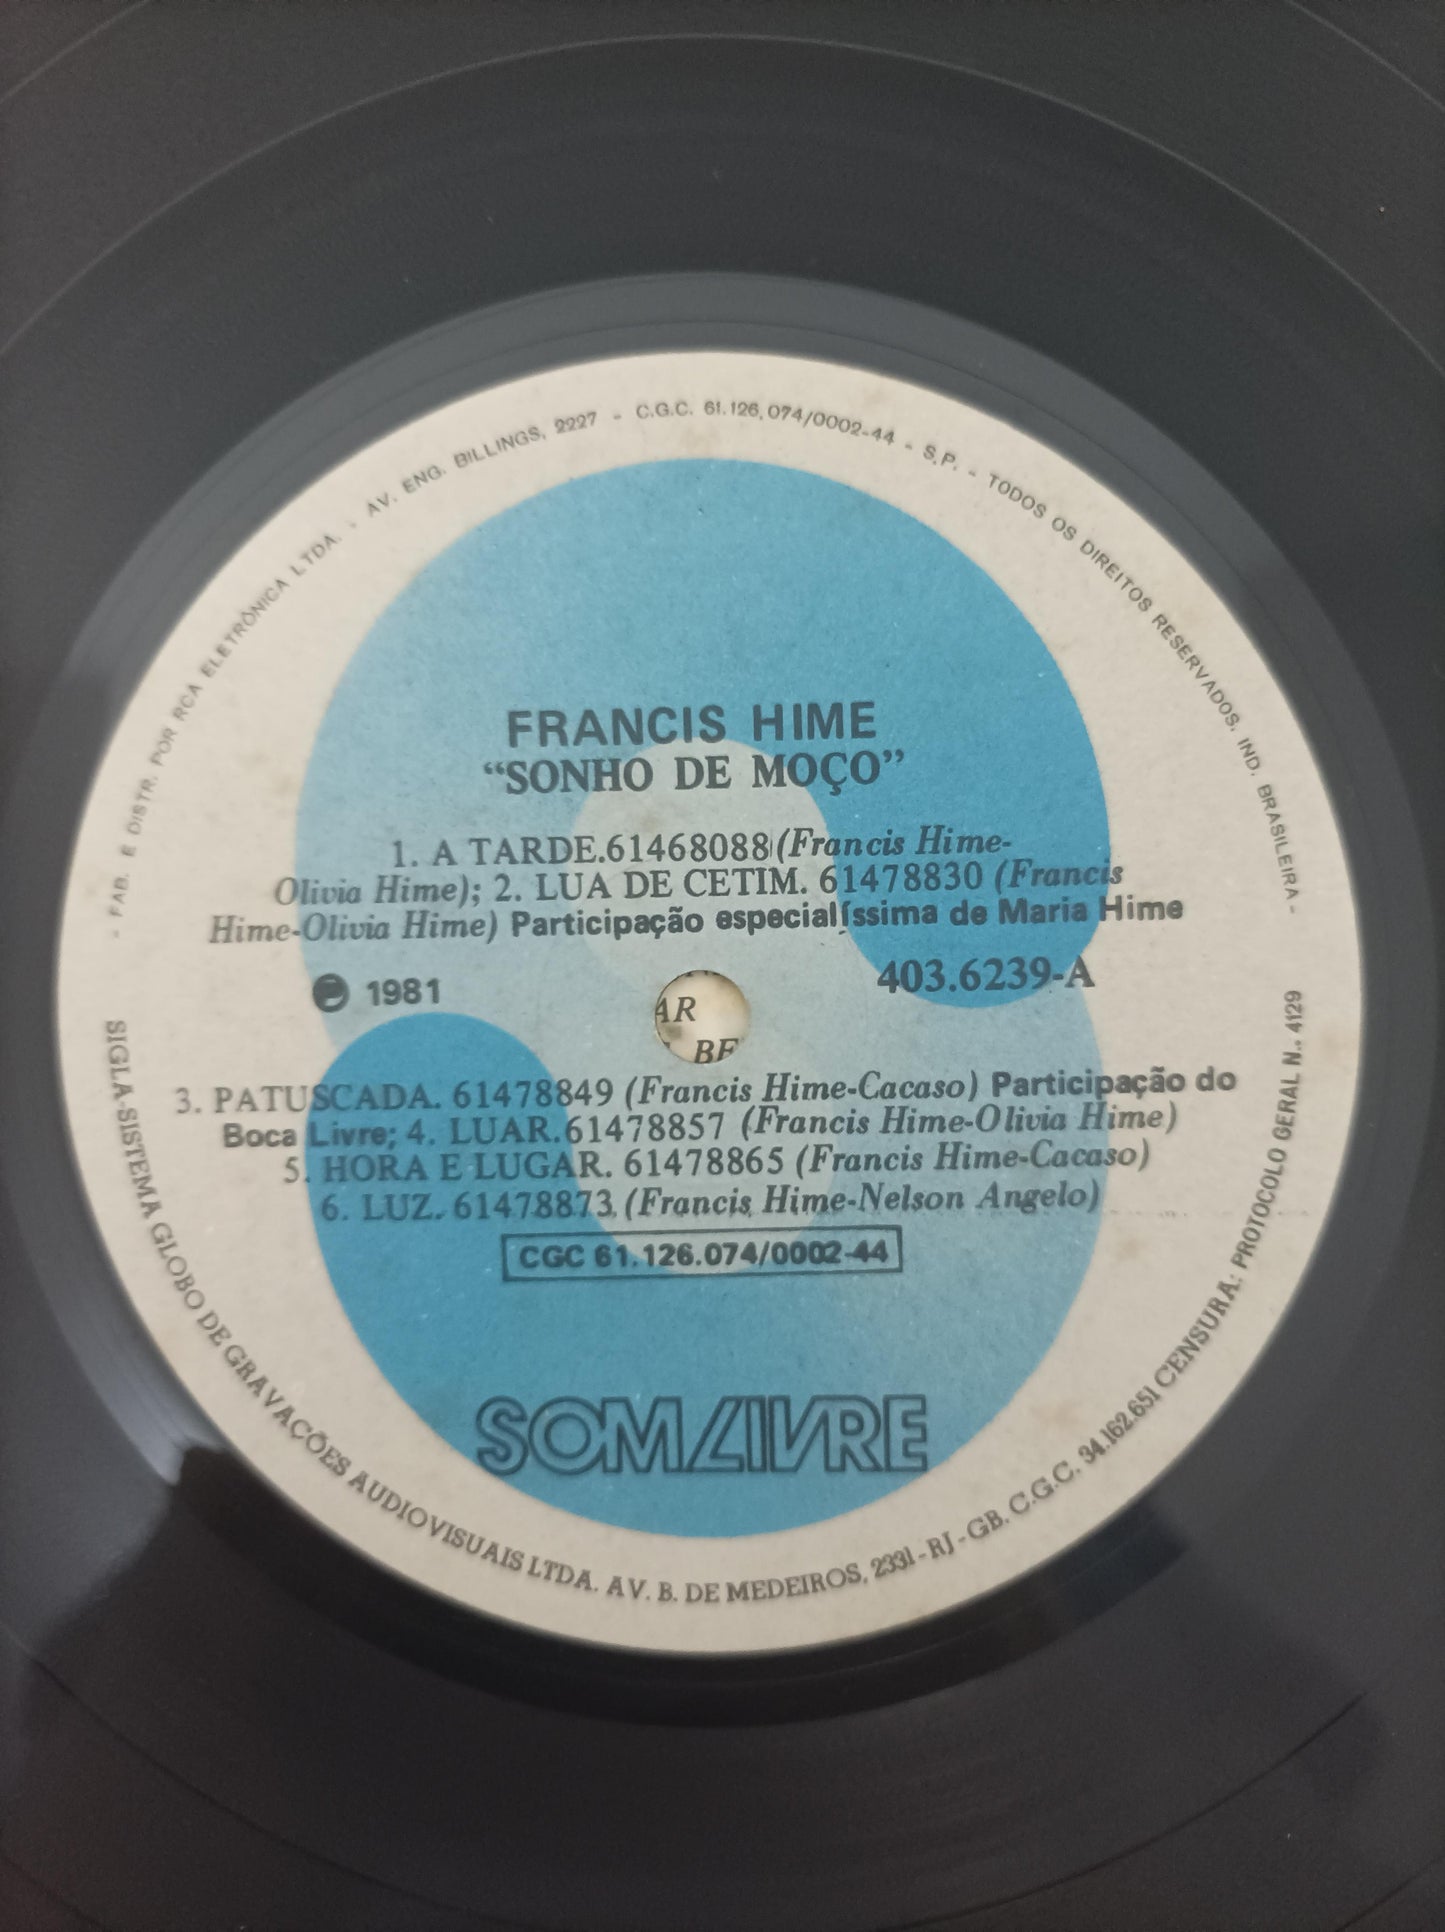 - FAB. E DISTR. POR RCA ELETRÔNICA LTDA. - AV. ENG. BILLINGS, 2227 - C.G.C. 61.126.074/0002-44 - S.P. - TODOS OS DIREITOS RESERVADOS. IND. BRASILEIRA -
FRANCIS HIME
“SONHO DE MOÇO”
1. A TARDE.61468088(Francis Hime-
Olivia Hime); 2. LUA DE CETIM. 61478830 (Francis
Hime-Olivia Hime) Participação especialíssima de Maria Hime
Ⓟ 1981
403.6239-A
AR
BE
3. PATUSCADA. 61478849 (Francis Hime-Cacaso) Participação do
Boca Livre; 4. LUAR.61478857 (Francis Hime-Olivia Hime)
5. HORA E LUGAR. 61478865 (Francis Hime-Cacaso)
6. LUZ. 61478873. (Francis Hime-Nelson Angelo)
CGC 61.126.074/0002-44
SOM LIVRE
SIGLA-SISTEMA GLOBO DE GRAVAÇÕES AUDIOVISUAIS LTDA. AV. B. DE MEDEIROS, 2331-RJ-GB. C.G.C. 34.162.651 CENSURA: PROTOCOLO GERAL N.. 4129